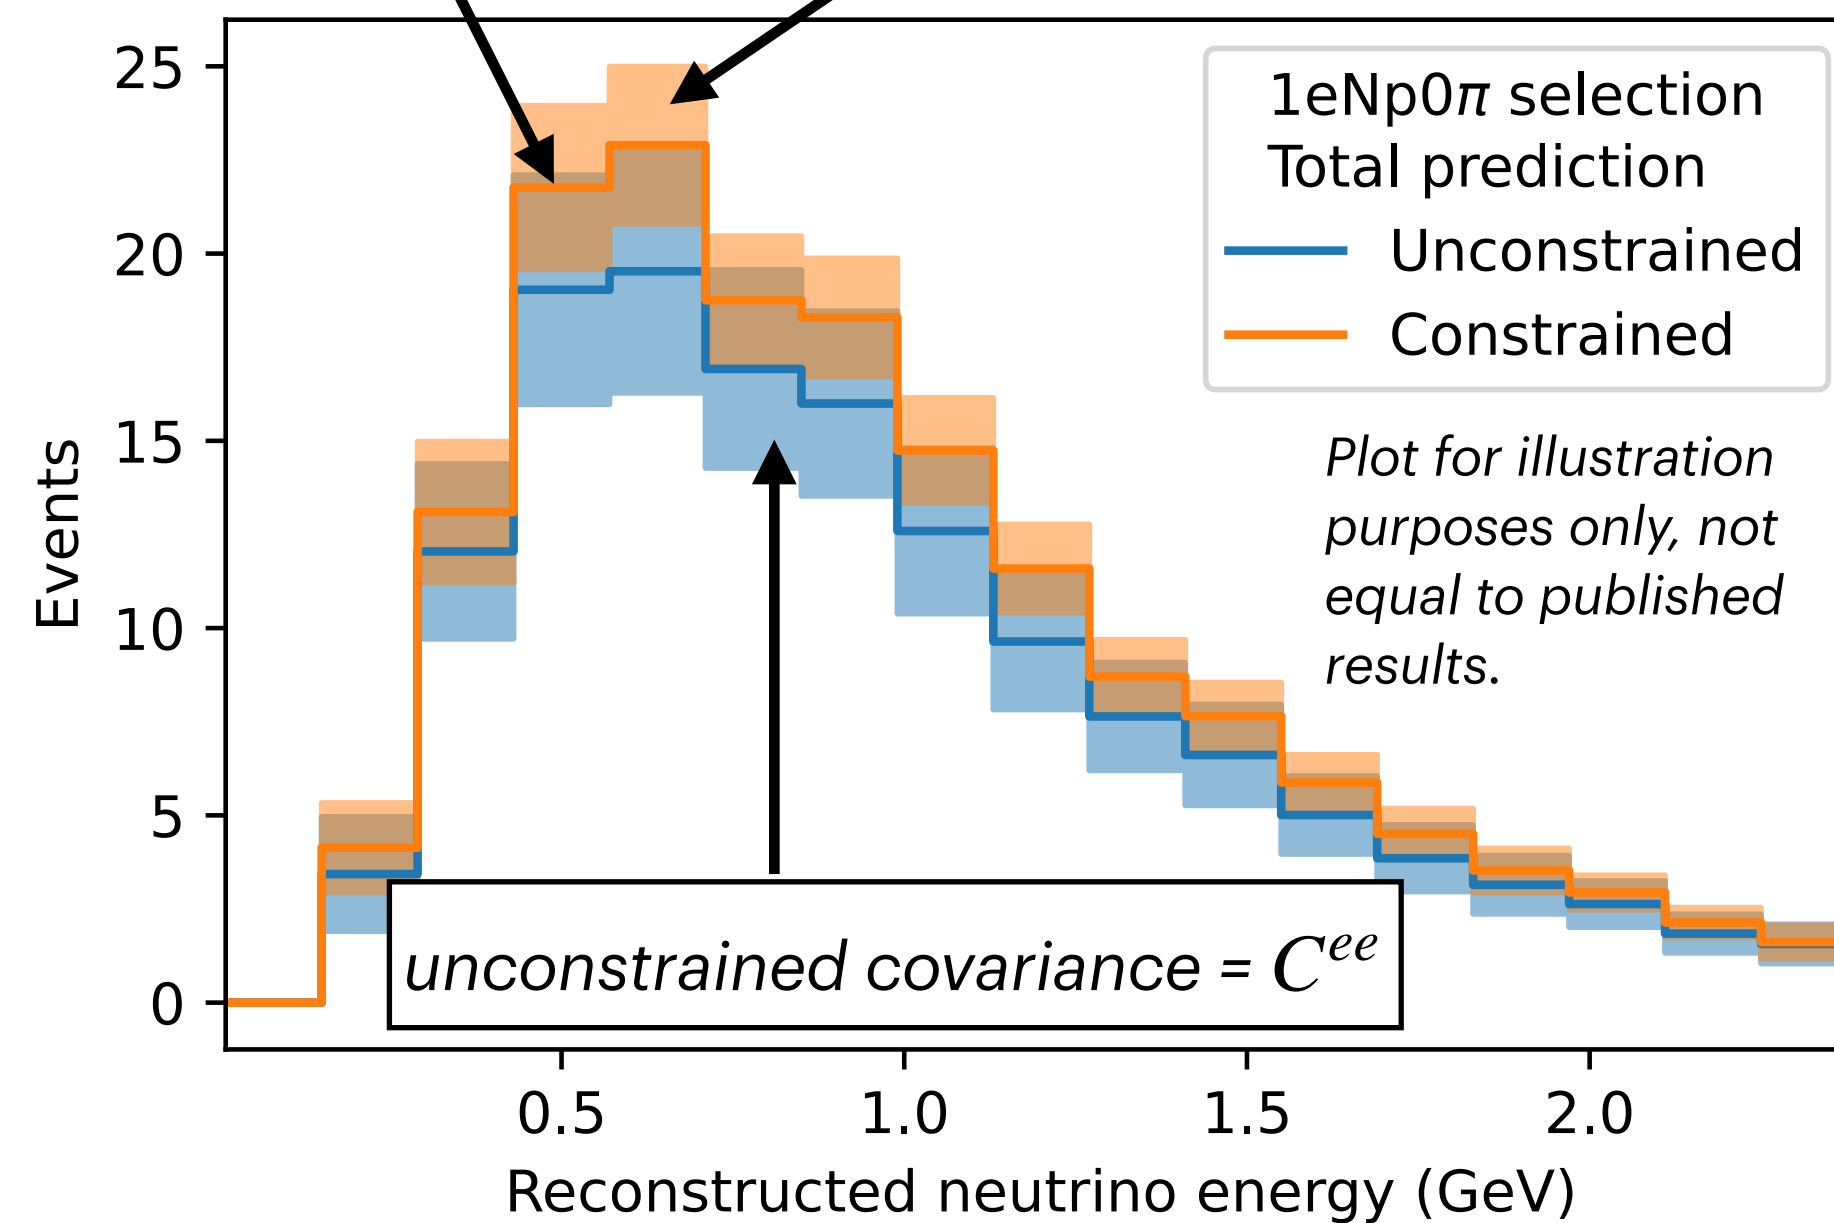 25
20
15
10
5
0
Events
1eNp0π selection
Total prediction
Unconstrained
Constrained
Plot for illustration
purposes only, not
equal to published
results.
unconstrained covariance = C^{ee}
0.5 1.0 1.5 2.0
Reconstructed neutrino energy (GeV)